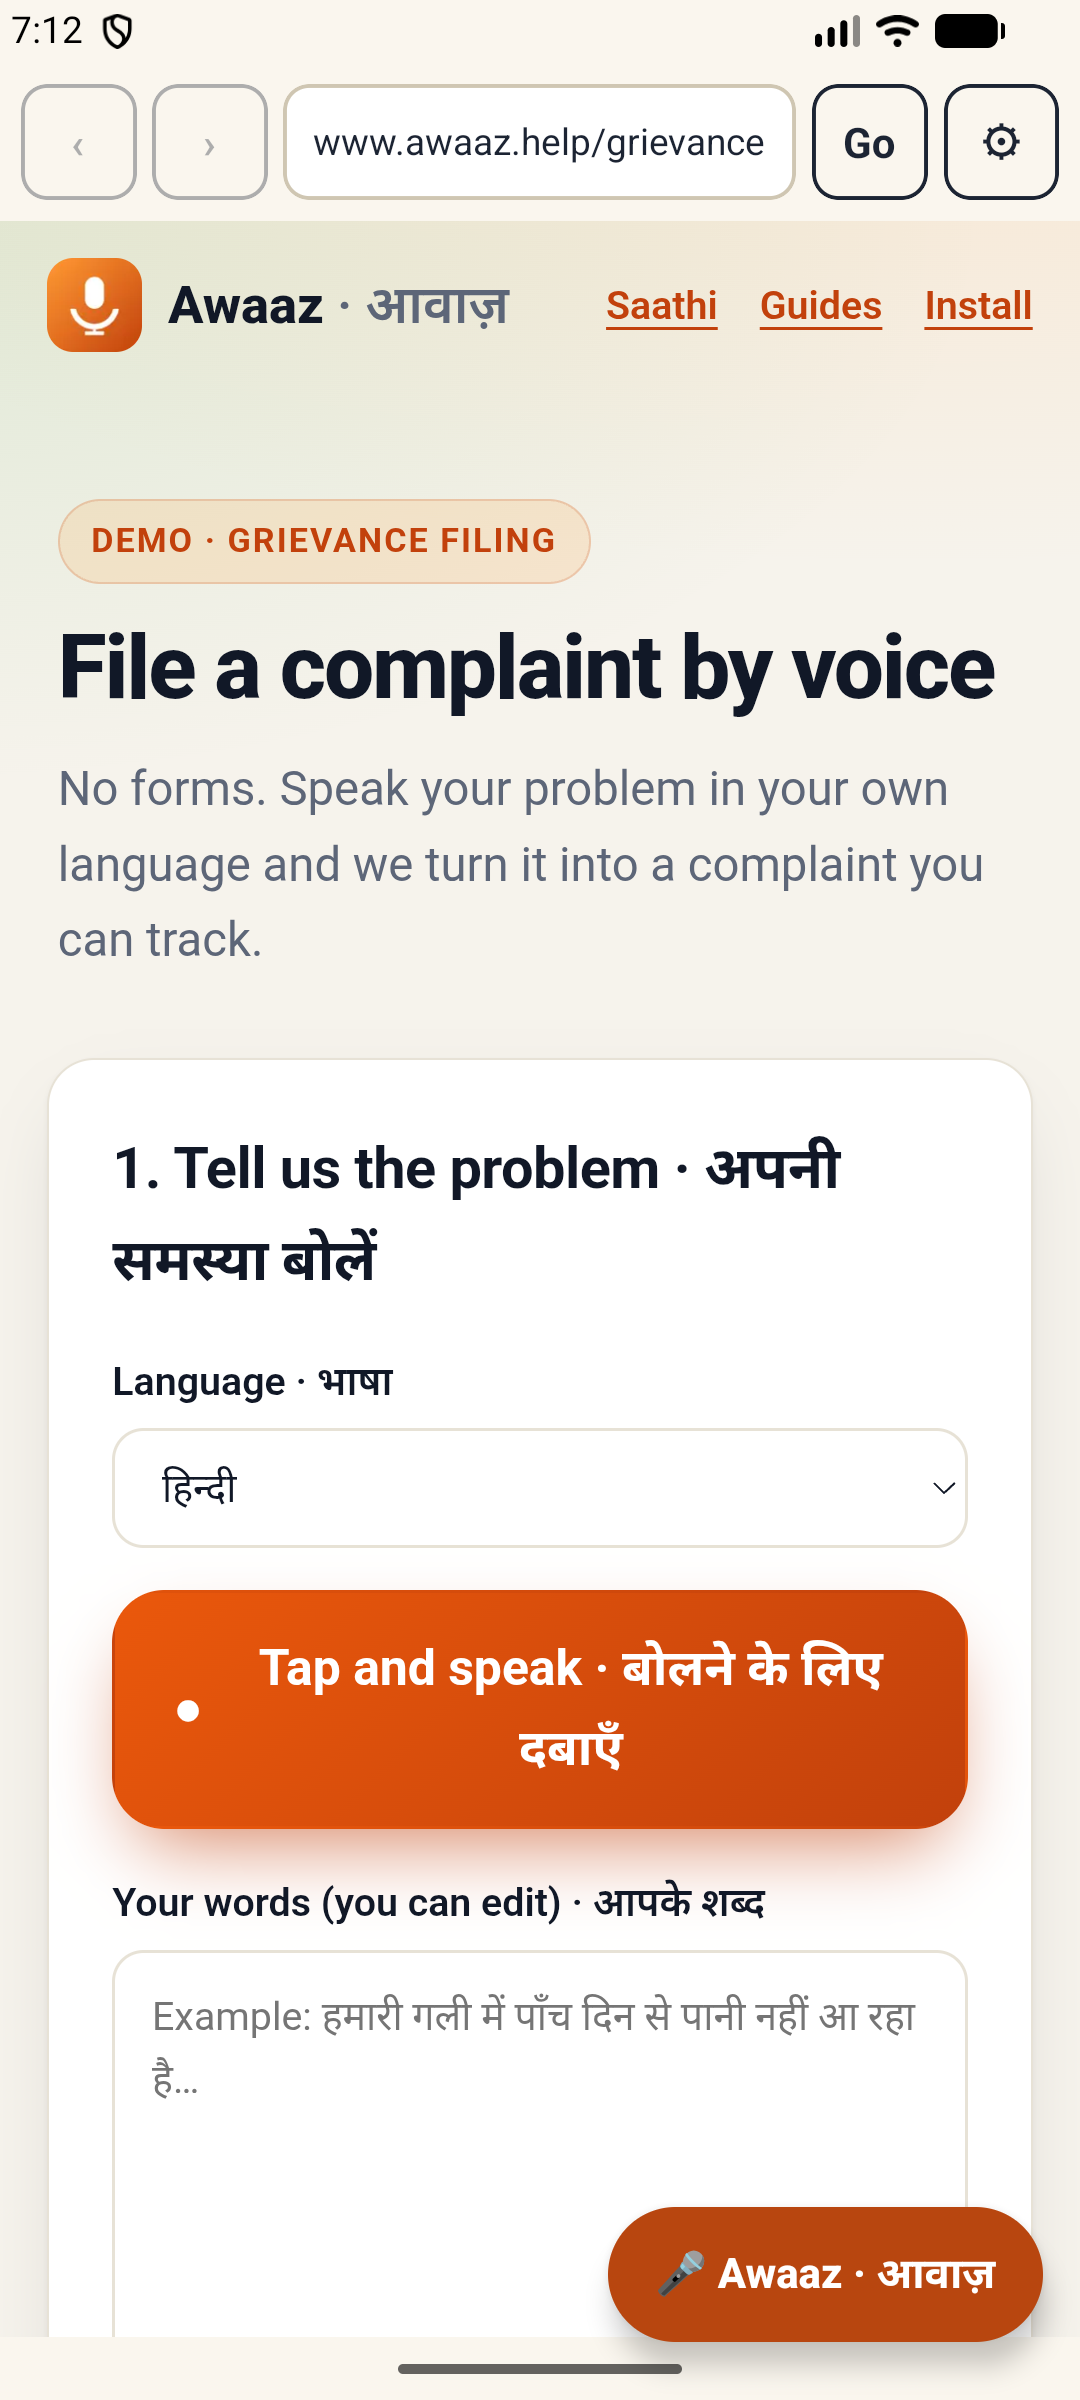 7:12
‹ › www.awaaz.help/grievance Go ⚙
Awaaz · आवाज़ Saathi Guides Install
DEMO · GRIEVANCE FILING
File a complaint by voice
No forms. Speak your problem in your own
language and we turn it into a complaint you
can track.
1. Tell us the problem · अपनी
समस्या बोलें
Language · भाषा
हिन्दी
Tap and speak · बोलने के लिए
दबाएँ
Your words (you can edit) · आपके शब्द
Example: हमारी गली में पाँच दिन से पानी नहीं आ रहा
है…
🎤 Awaaz · आवाज़